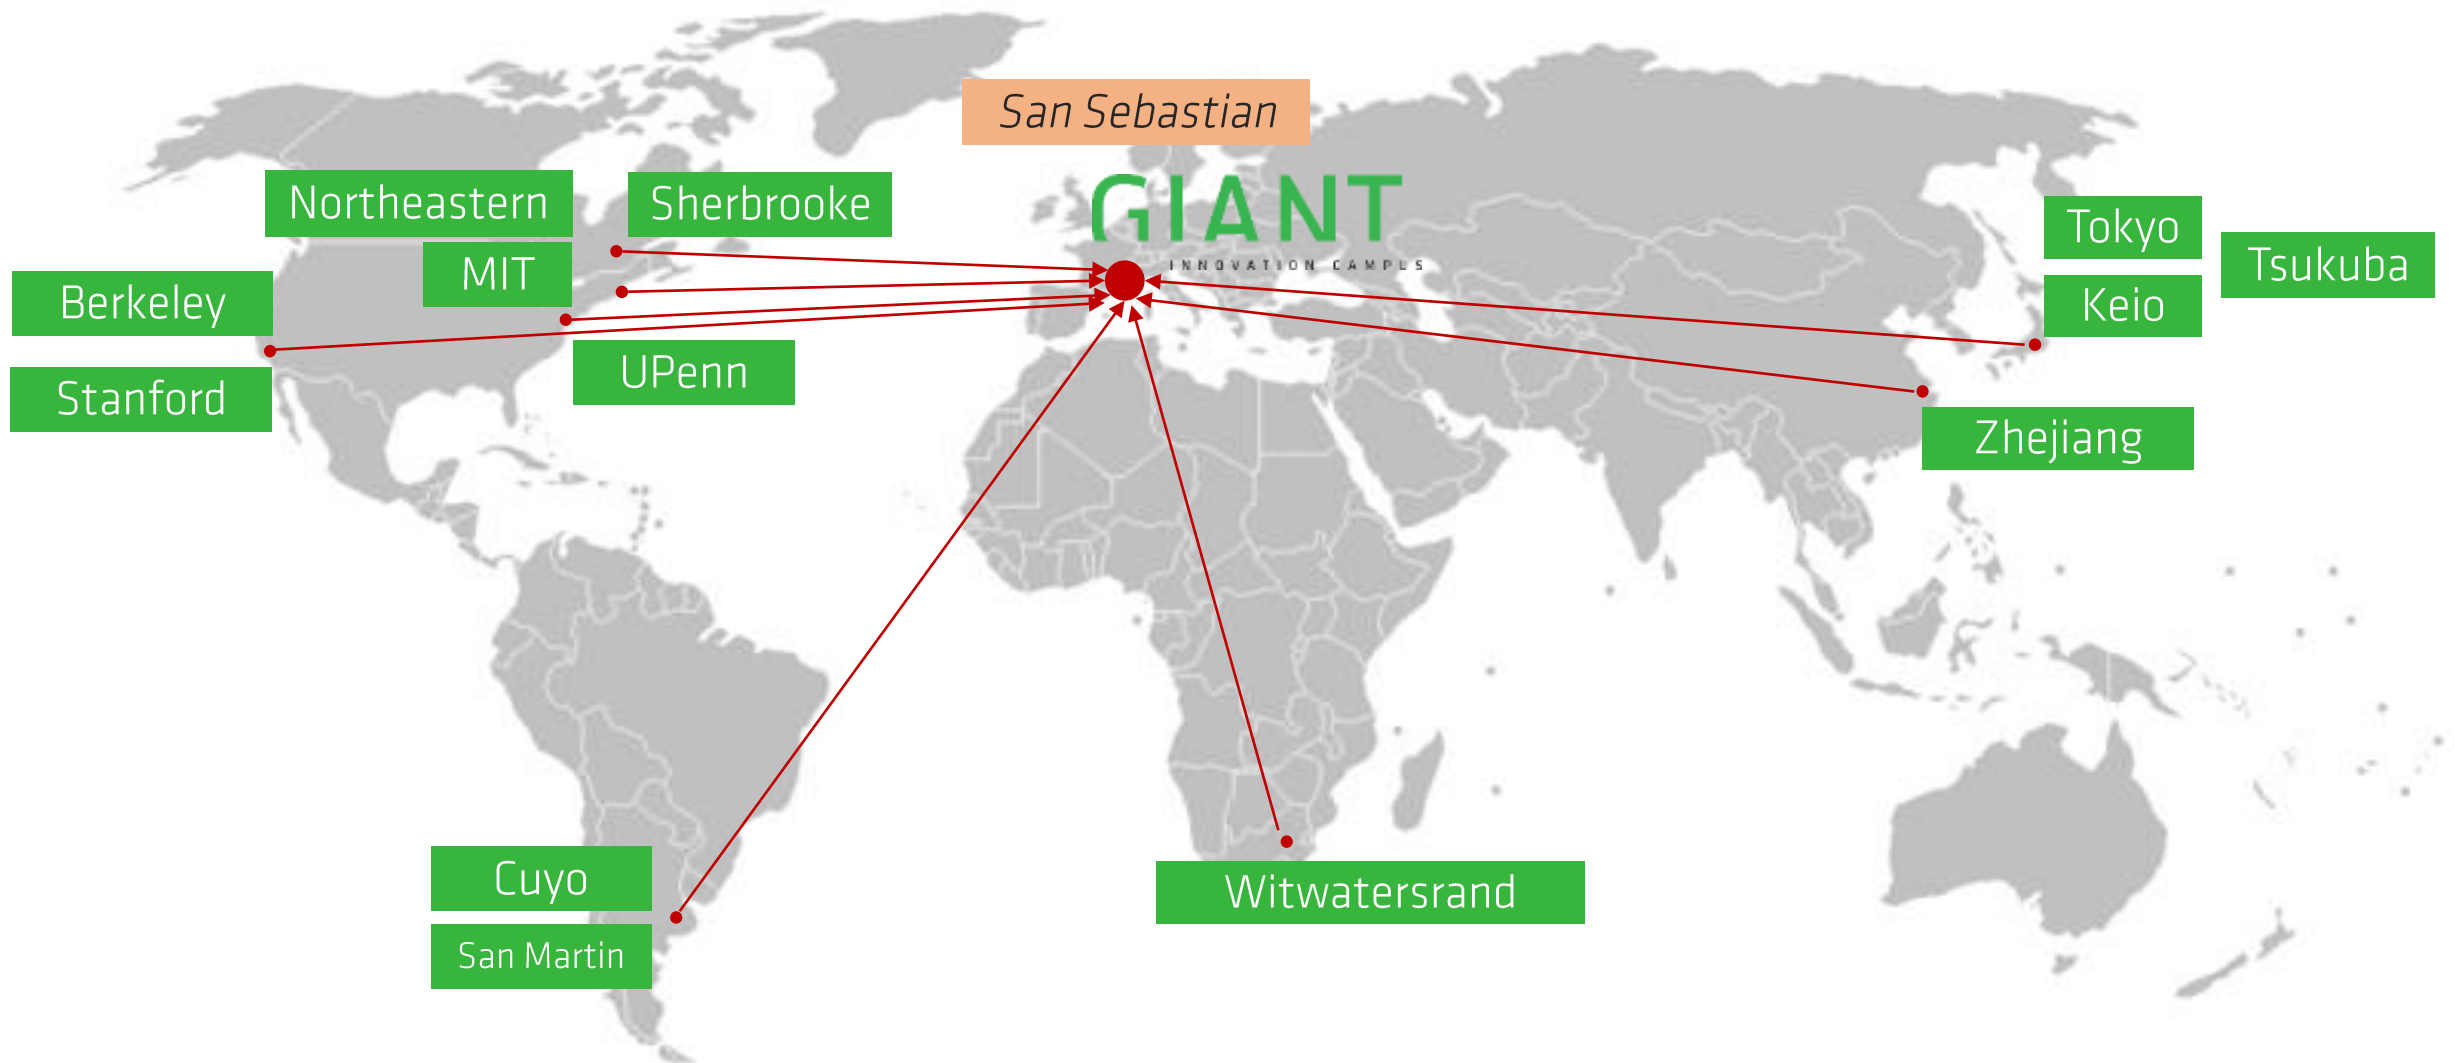 San Sebastian
GIANT
INNOVATION CAMPUS
Northeastern
Sherbrooke
MIT
Berkeley
UPenn
Stanford
Tokyo
Tsukuba
Keio
Zhejiang
Cuyo
San Martin
Witwatersrand